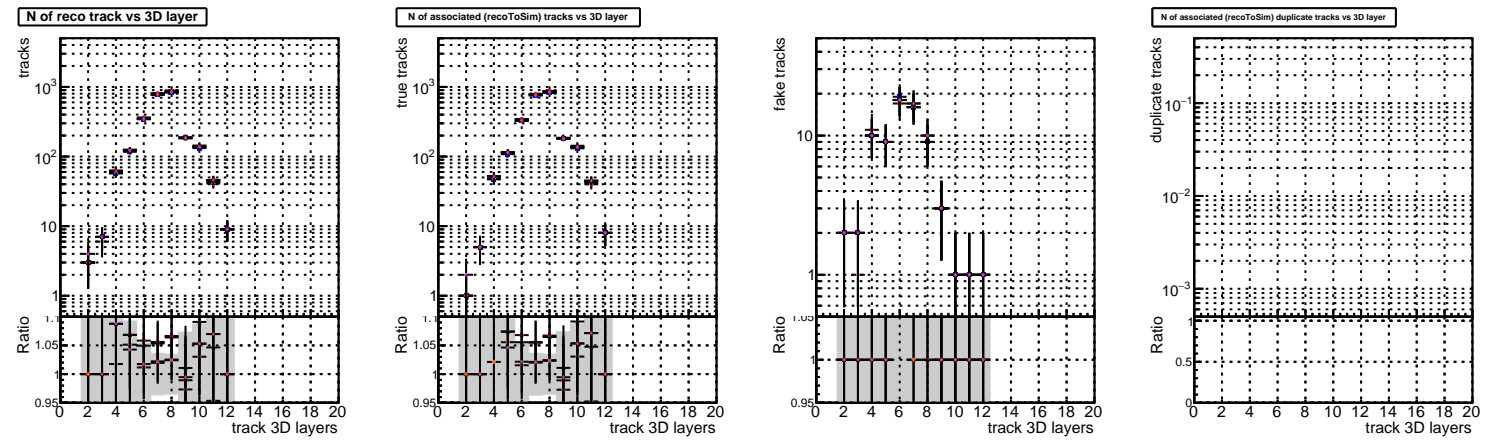 N of reco track vs 3D layer
tracks
10³
10²
10
1
Ratio
1.1
1.05
1
0.95
0 2 4 6 8 10 12 14 16 18 20
track 3D layers
N of associated (recoToSim) tracks vs 3D layer
true tracks
10³
10²
10
1
Ratio
1.1
1.05
1
0.95
0 2 4 6 8 10 12 14 16 18 20
track 3D layers
fake tracks
10
1
Ratio
1.05
1
0.95
0 2 4 6 8 10 12 14 16 18 20
track 3D layers
N of associated (recoToSim) duplicate tracks vs 3D layer
duplicate tracks
10⁻¹
10⁻²
10⁻³
Ratio
1
0.5
0
0 2 4 6 8 10 12 14 16 18 20
track 3D layers